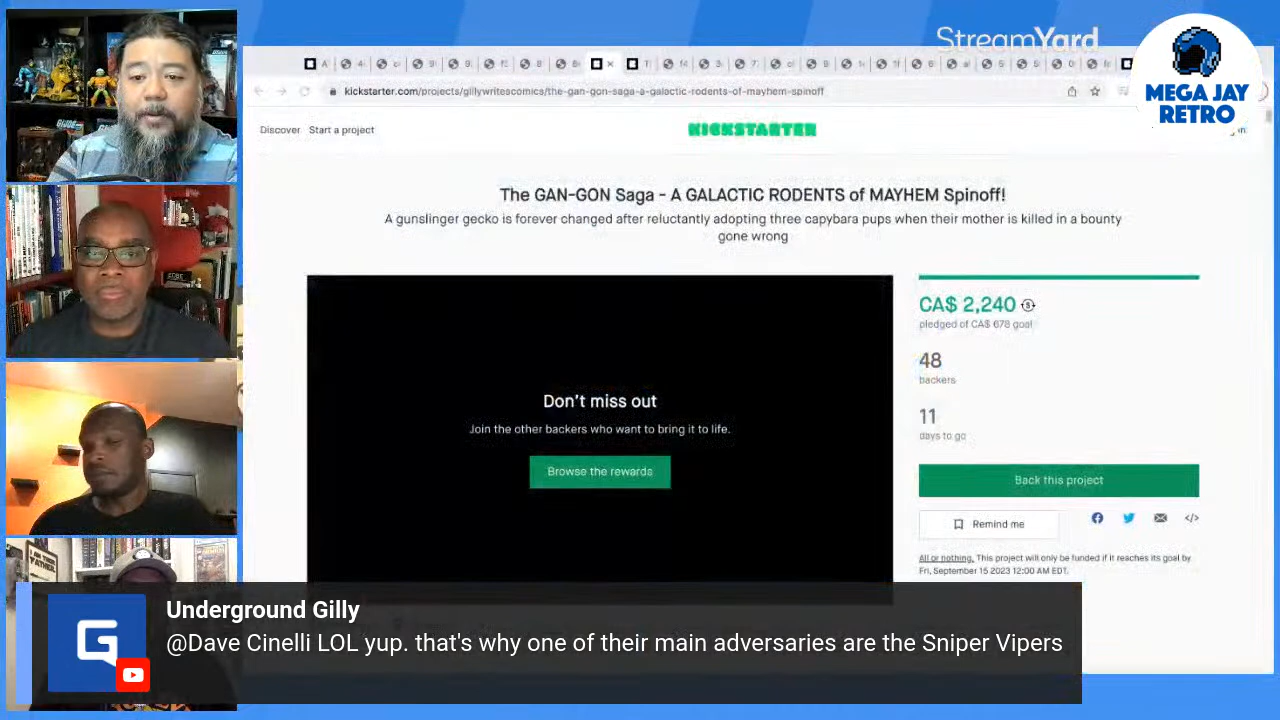 StreamYard
MEGA JAY
RETRO
kickstarter.com/projects/gillywritescomics/the-gan-gon-saga-a-galactic-rodents-of-mayhem-spinoff
Discover Start a project
KICKSTARTER
The GAN-GON Saga - A GALACTIC RODENTS of MAYHEM Spinoff!
A gunslinger gecko is forever changed after reluctantly adopting three capybara pups when their mother is killed in a bounty
gone wrong
CA$ 2,240
pledged of CA$ 678 goal
48
backers
11
days to go
Don't miss out
Join the other backers who want to bring it to life.
Browse the rewards
Back this project
Remind me
All or nothing. This project will only be funded if it reaches its goal by
Fri, September 15 2023 12:00 AM EDT.
I AM THEIR
FATHER
Underground Gilly
@Dave Cinelli LOL yup. that's why one of their main adversaries are the Sniper Vipers
G